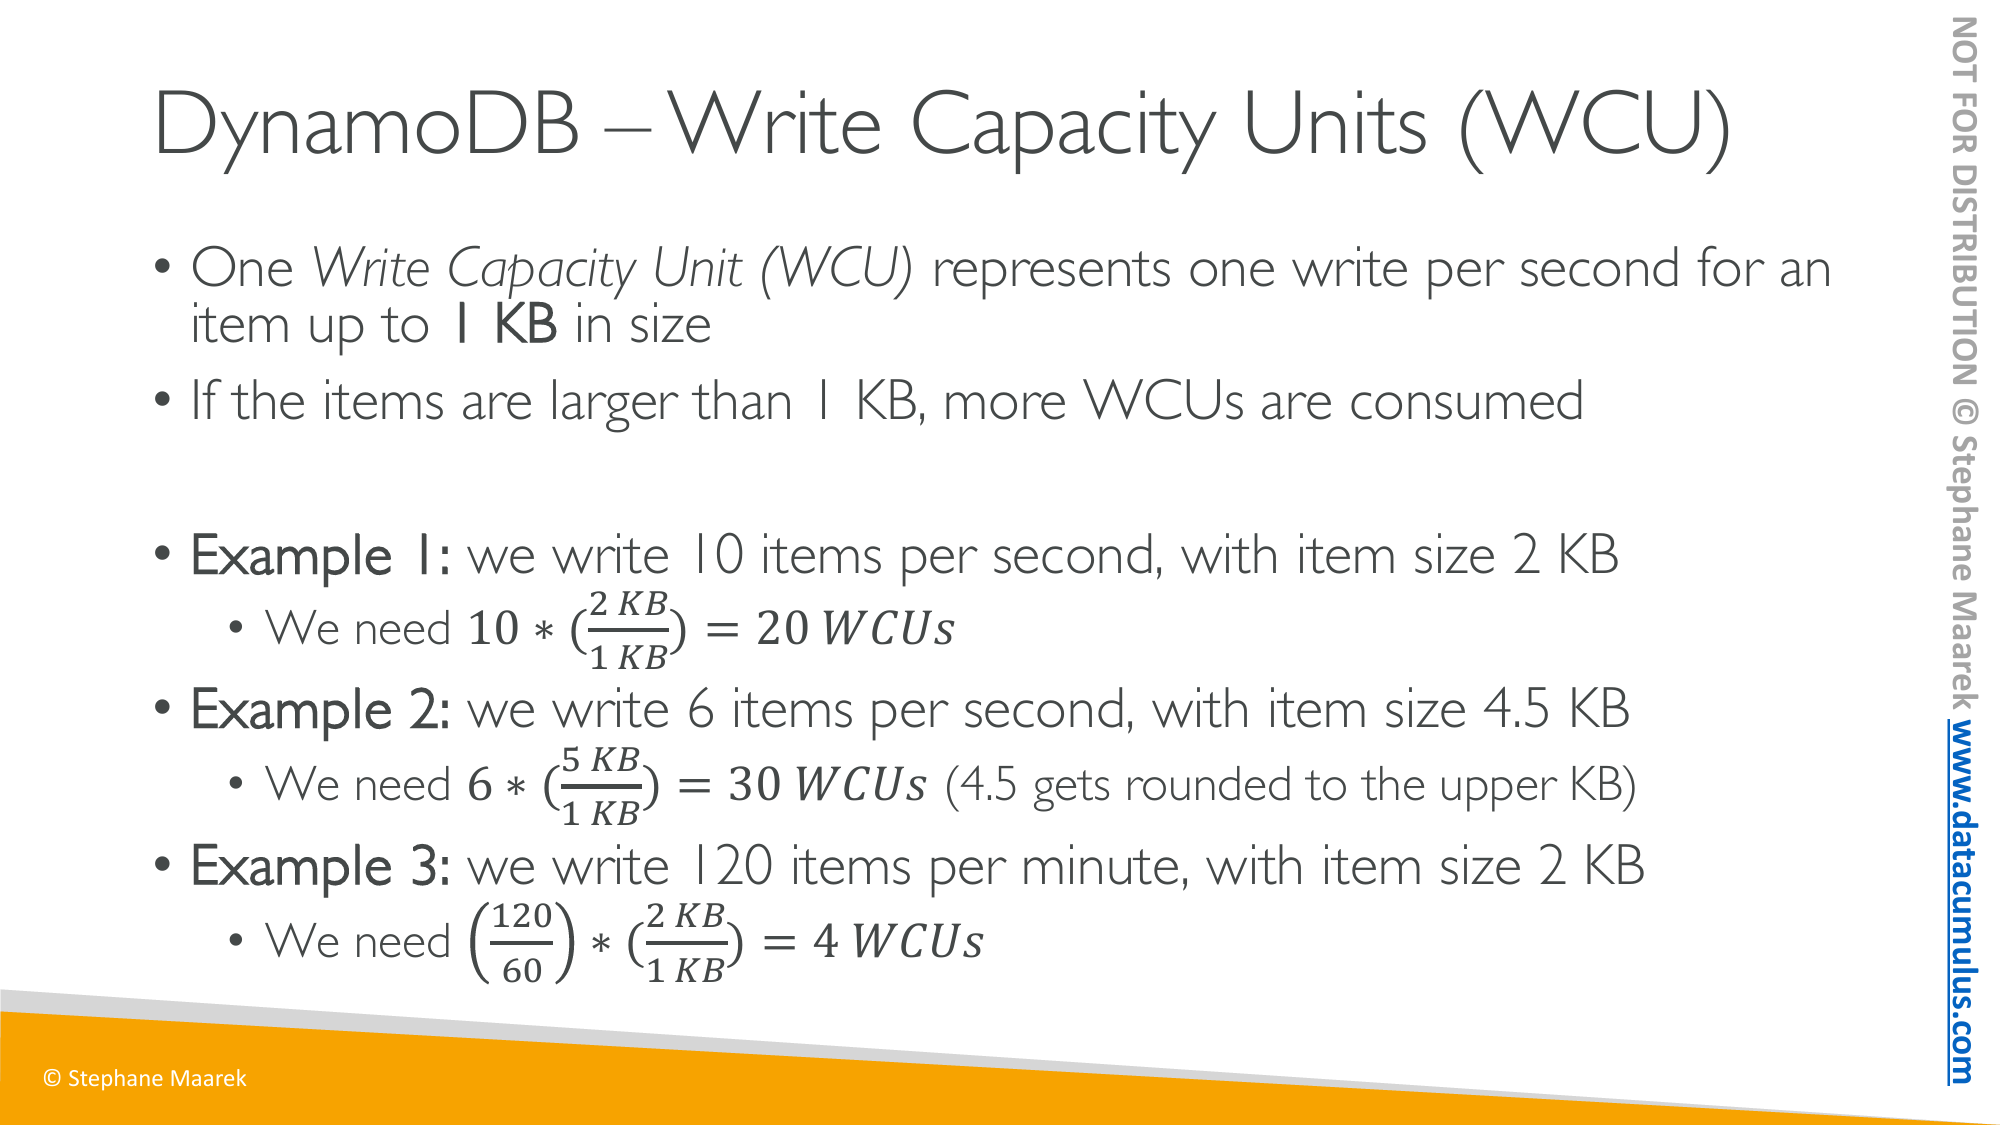 DynamoDB – Write Capacity Units (WCU)
• One Write Capacity Unit (WCU) represents one write per second for an
item up to 1 KB in size
• If the items are larger than 1 KB, more WCUs are consumed
• Example 1: we write 10 items per second, with item size 2 KB
• We need 10 ∗ (2 KB / 1 KB) = 20 WCUs
• Example 2: we write 6 items per second, with item size 4.5 KB
• We need 6 ∗ (5 KB / 1 KB) = 30 WCUs (4.5 gets rounded to the upper KB)
• Example 3: we write 120 items per minute, with item size 2 KB
• We need (120 / 60) ∗ (2 KB / 1 KB) = 4 WCUs
© Stephane Maarek
NOT FOR DISTRIBUTION © Stephane Maarek www.datacumulus.com